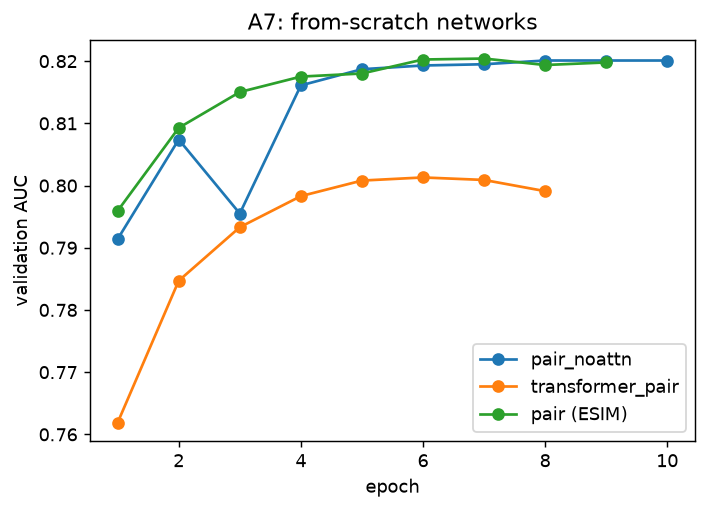 A7: from-scratch networks
validation AUC
0.82
0.81
0.80
0.79
0.78
0.77
0.76
pair_noattn
transformer_pair
pair (ESIM)
2 4 6 8 10
epoch